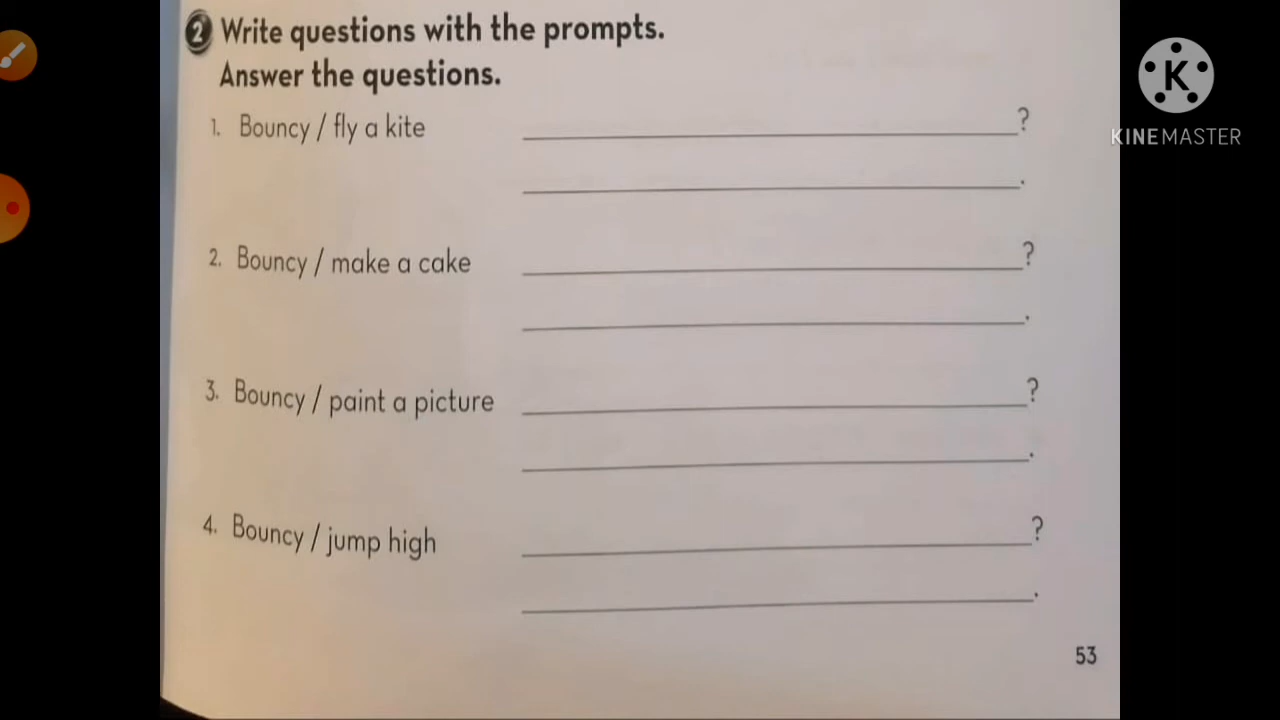 2 Write questions with the prompts.
Answer the questions.
1. Bouncy / fly a kite ?
.
2. Bouncy / make a cake ?
.
3. Bouncy / paint a picture ?
.
4. Bouncy / jump high ?
.
53
K
KINEMASTER